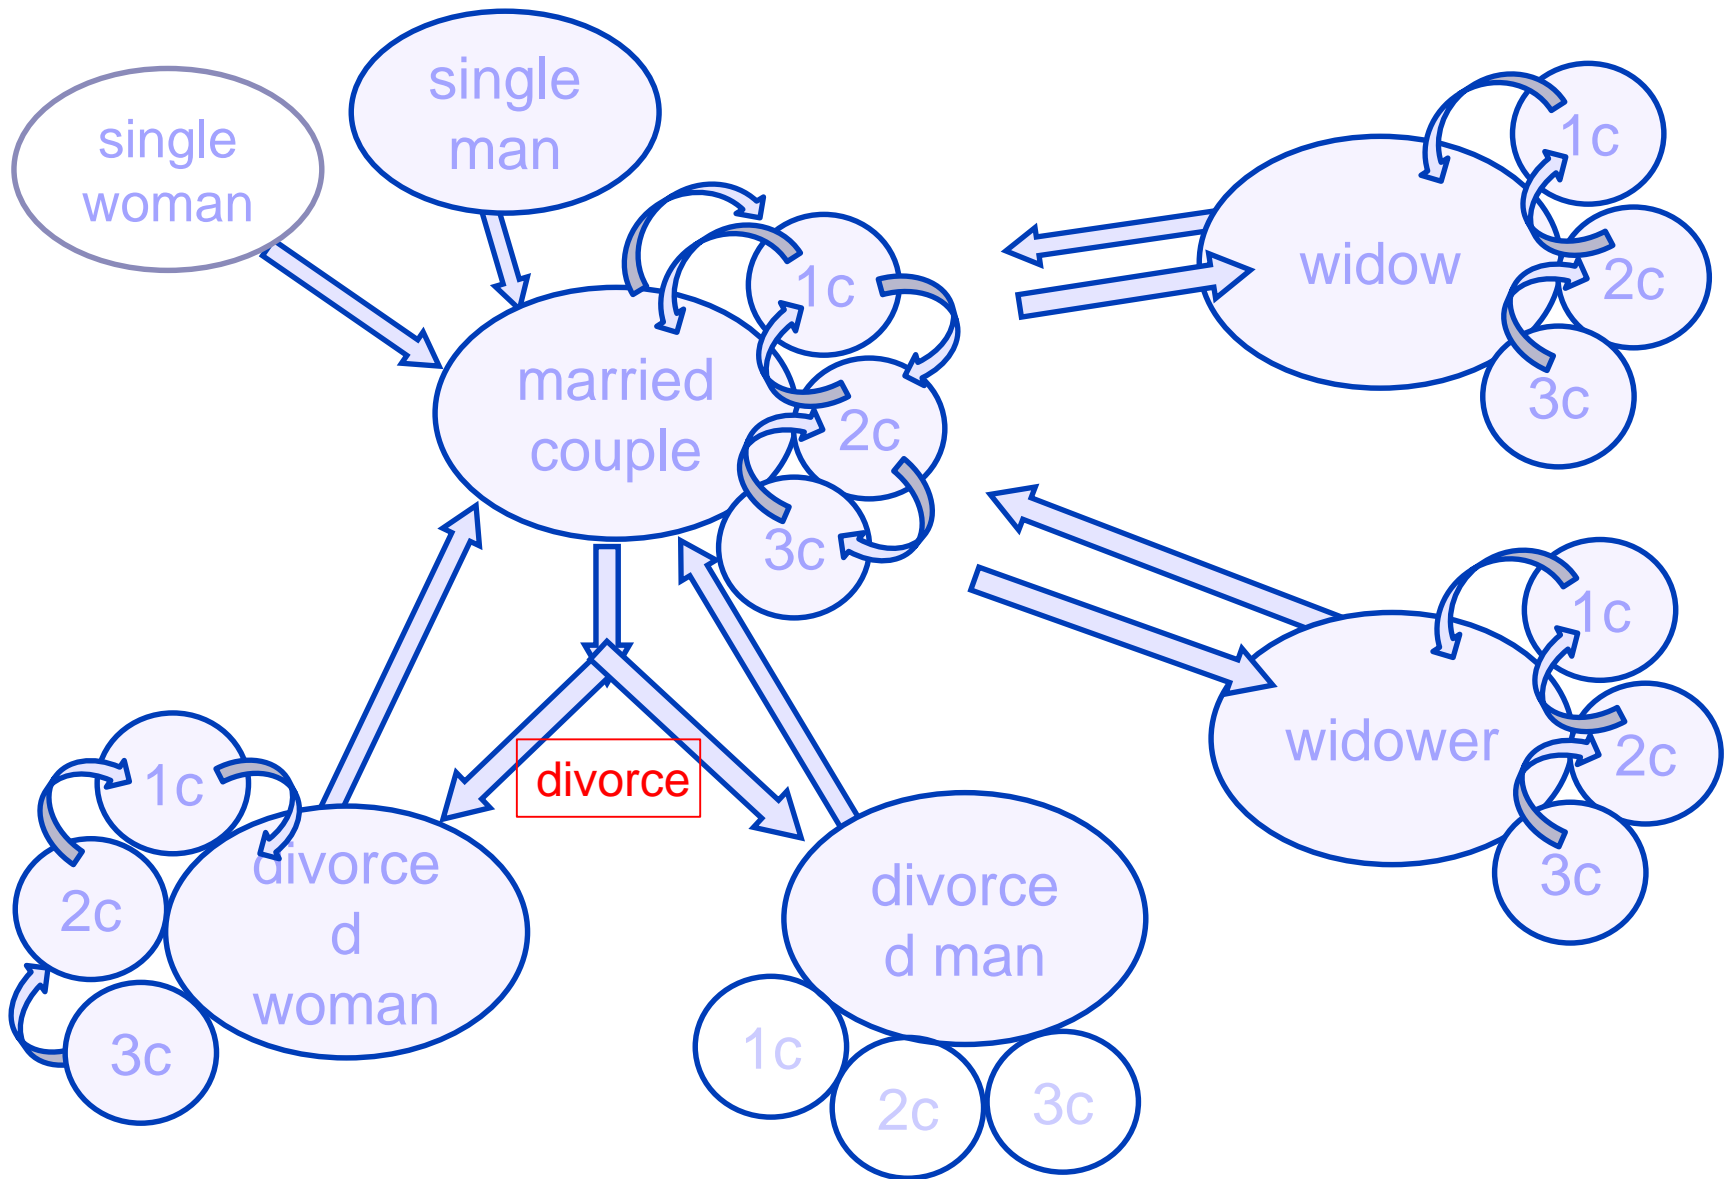 single
woman
single
man
married
couple
1c
2c
3c
widow
1c
2c
3c
widower
1c
2c
3c
divorce
divorce
d
woman
1c
2c
3c
divorce
d man
1c
2c
3c